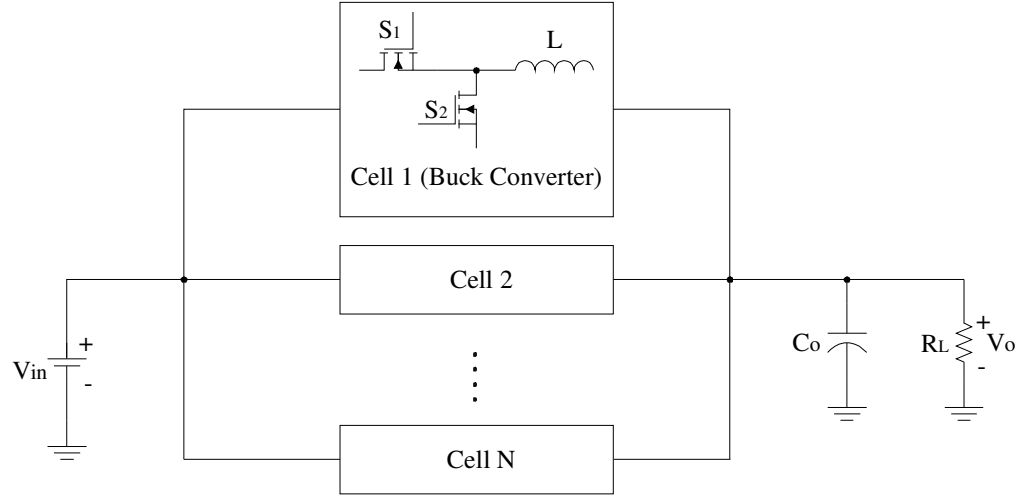 S1
L
S2
Cell 1 (Buck Converter)
Cell 2
+
Vin
-
Co
RL
+
Vo
-
Cell N